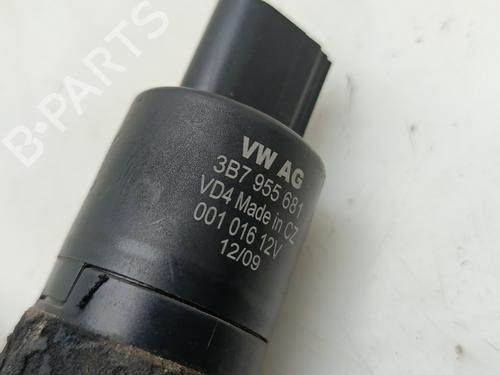 B-PARTS
VW AG
3B7 955 681
VD4 Made in CZ
001 016 12V
12/09